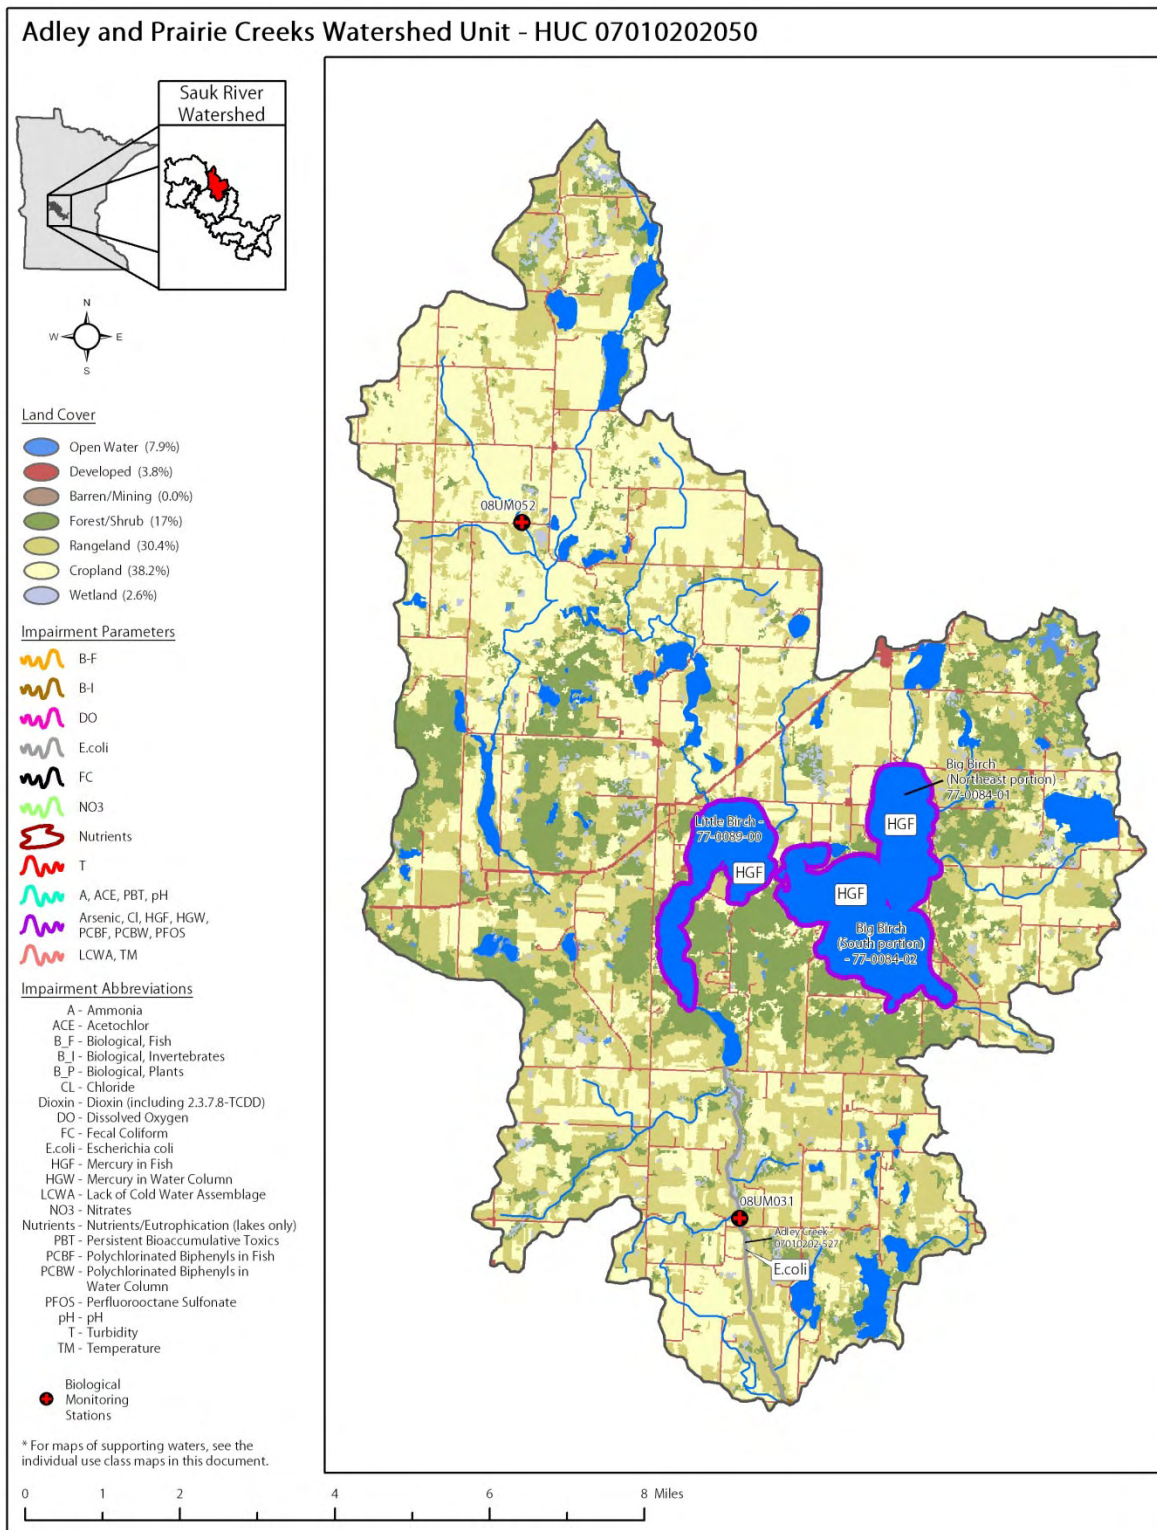 Adley and Prairie Creeks Watershed Unit - HUC 07010202050
Sauk River
Watershed
N
W
E
S
Land Cover
Open Water (7.9%)
Developed (3.8%)
Barren/Mining (0.0%)
Forest/Shrub (17%)
Rangeland (30.4%)
Cropland (38.2%)
Wetland (2.6%)
Impairment Parameters
B-F
B-I
DO
E.coli
FC
NO3
Nutrients
T
A, ACE, PBT, pH
Arsenic, Cl, HGF, HGW,
PCBF, PCBW, PFOS
LCWA, TM
Impairment Abbreviations
A - Ammonia
ACE - Acetochlor
B_F - Biological, Fish
B_I - Biological, Invertebrates
B_P - Biological, Plants
CL - Chloride
Dioxin - Dioxin (including 2.3.7.8-TCDD)
DO - Dissolved Oxygen
FC - Fecal Coliform
E.coli - Escherichia coli
HGF - Mercury in Fish
HGW - Mercury in Water Column
LCWA - Lack of Cold Water Assemblage
NO3 - Nitrates
Nutrients - Nutrients/Eutrophication (lakes only)
PBT - Persistent Bioaccumulative Toxics
PCBF - Polychlorinated Biphenyls in Fish
PCBW - Polychlorinated Biphenyls in
Water Column
PFOS - Perfluorooctane Sulfonate
pH - pH
T - Turbidity
TM - Temperature
Biological
Monitoring
Stations
* For maps of supporting waters, see the
individual use class maps in this document.
08UM052
Big Birch
(Northeast portion) -
77-0084-01
HGF
Little Birch -
77-0089-00
HGF
HGF
Big Birch
(South portion)
- 77-0084-02
08UM031
Adley Creek
07010202-527
E.coli
0 1 2 4 6 8 Miles